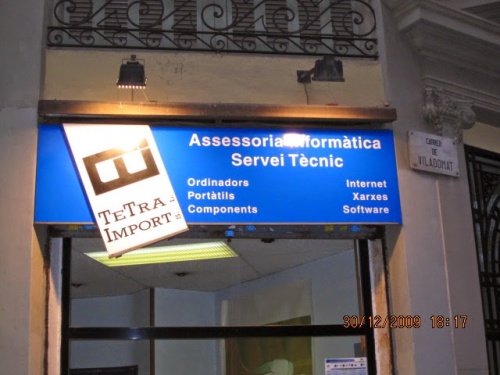 Assessoria Informàtica
Servei Tècnic
Ordinadors
Portàtils
Components
Internet
Xarxes
Software
TETRA
IMPORT
CARRER
DE
VILADOMAT
30/12/2009 18:17